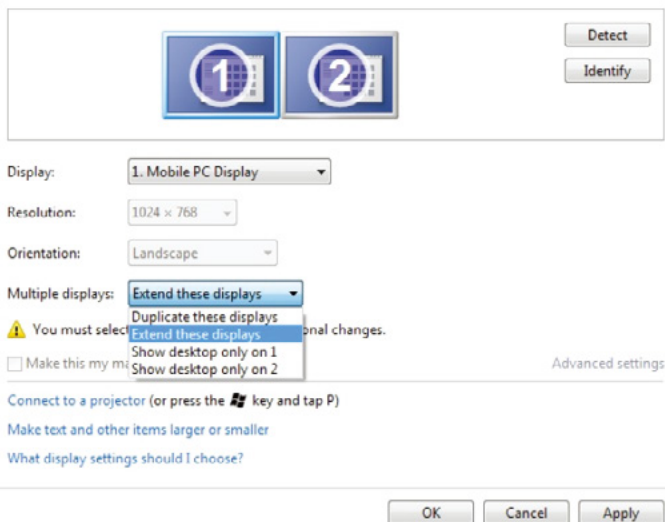 1 2
Detect
Identify
Display: 1. Mobile PC Display
Resolution: 1024 × 768
Orientation: Landscape
Multiple displays: Extend these displays
Duplicate these displays
You must select onal changes.
Extend these displays
Show desktop only on 1
Make this my m Advanced settings
Show desktop only on 2
Connect to a projector (or press the key and tap P)
Make text and other items larger or smaller
What display settings should I choose?
OK Cancel Apply